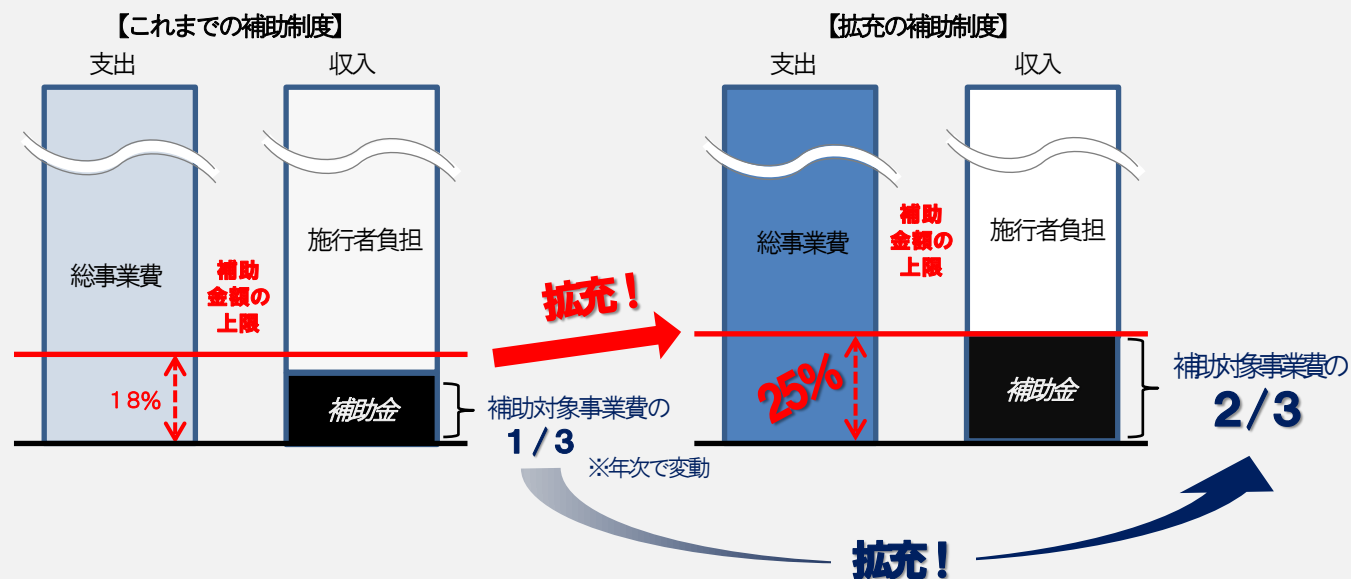 【これまでの補助制度】
支出
収入
総事業費
補助
金額の
上限
施行者負担
18%
補助金
補助対象事業費の
1/3
※年次で変動
拡充！
【拡充の補助制度】
支出
収入
総事業費
補助
金額の
上限
施行者負担
25%
補助金
補助対象事業費の
2/3
拡充！